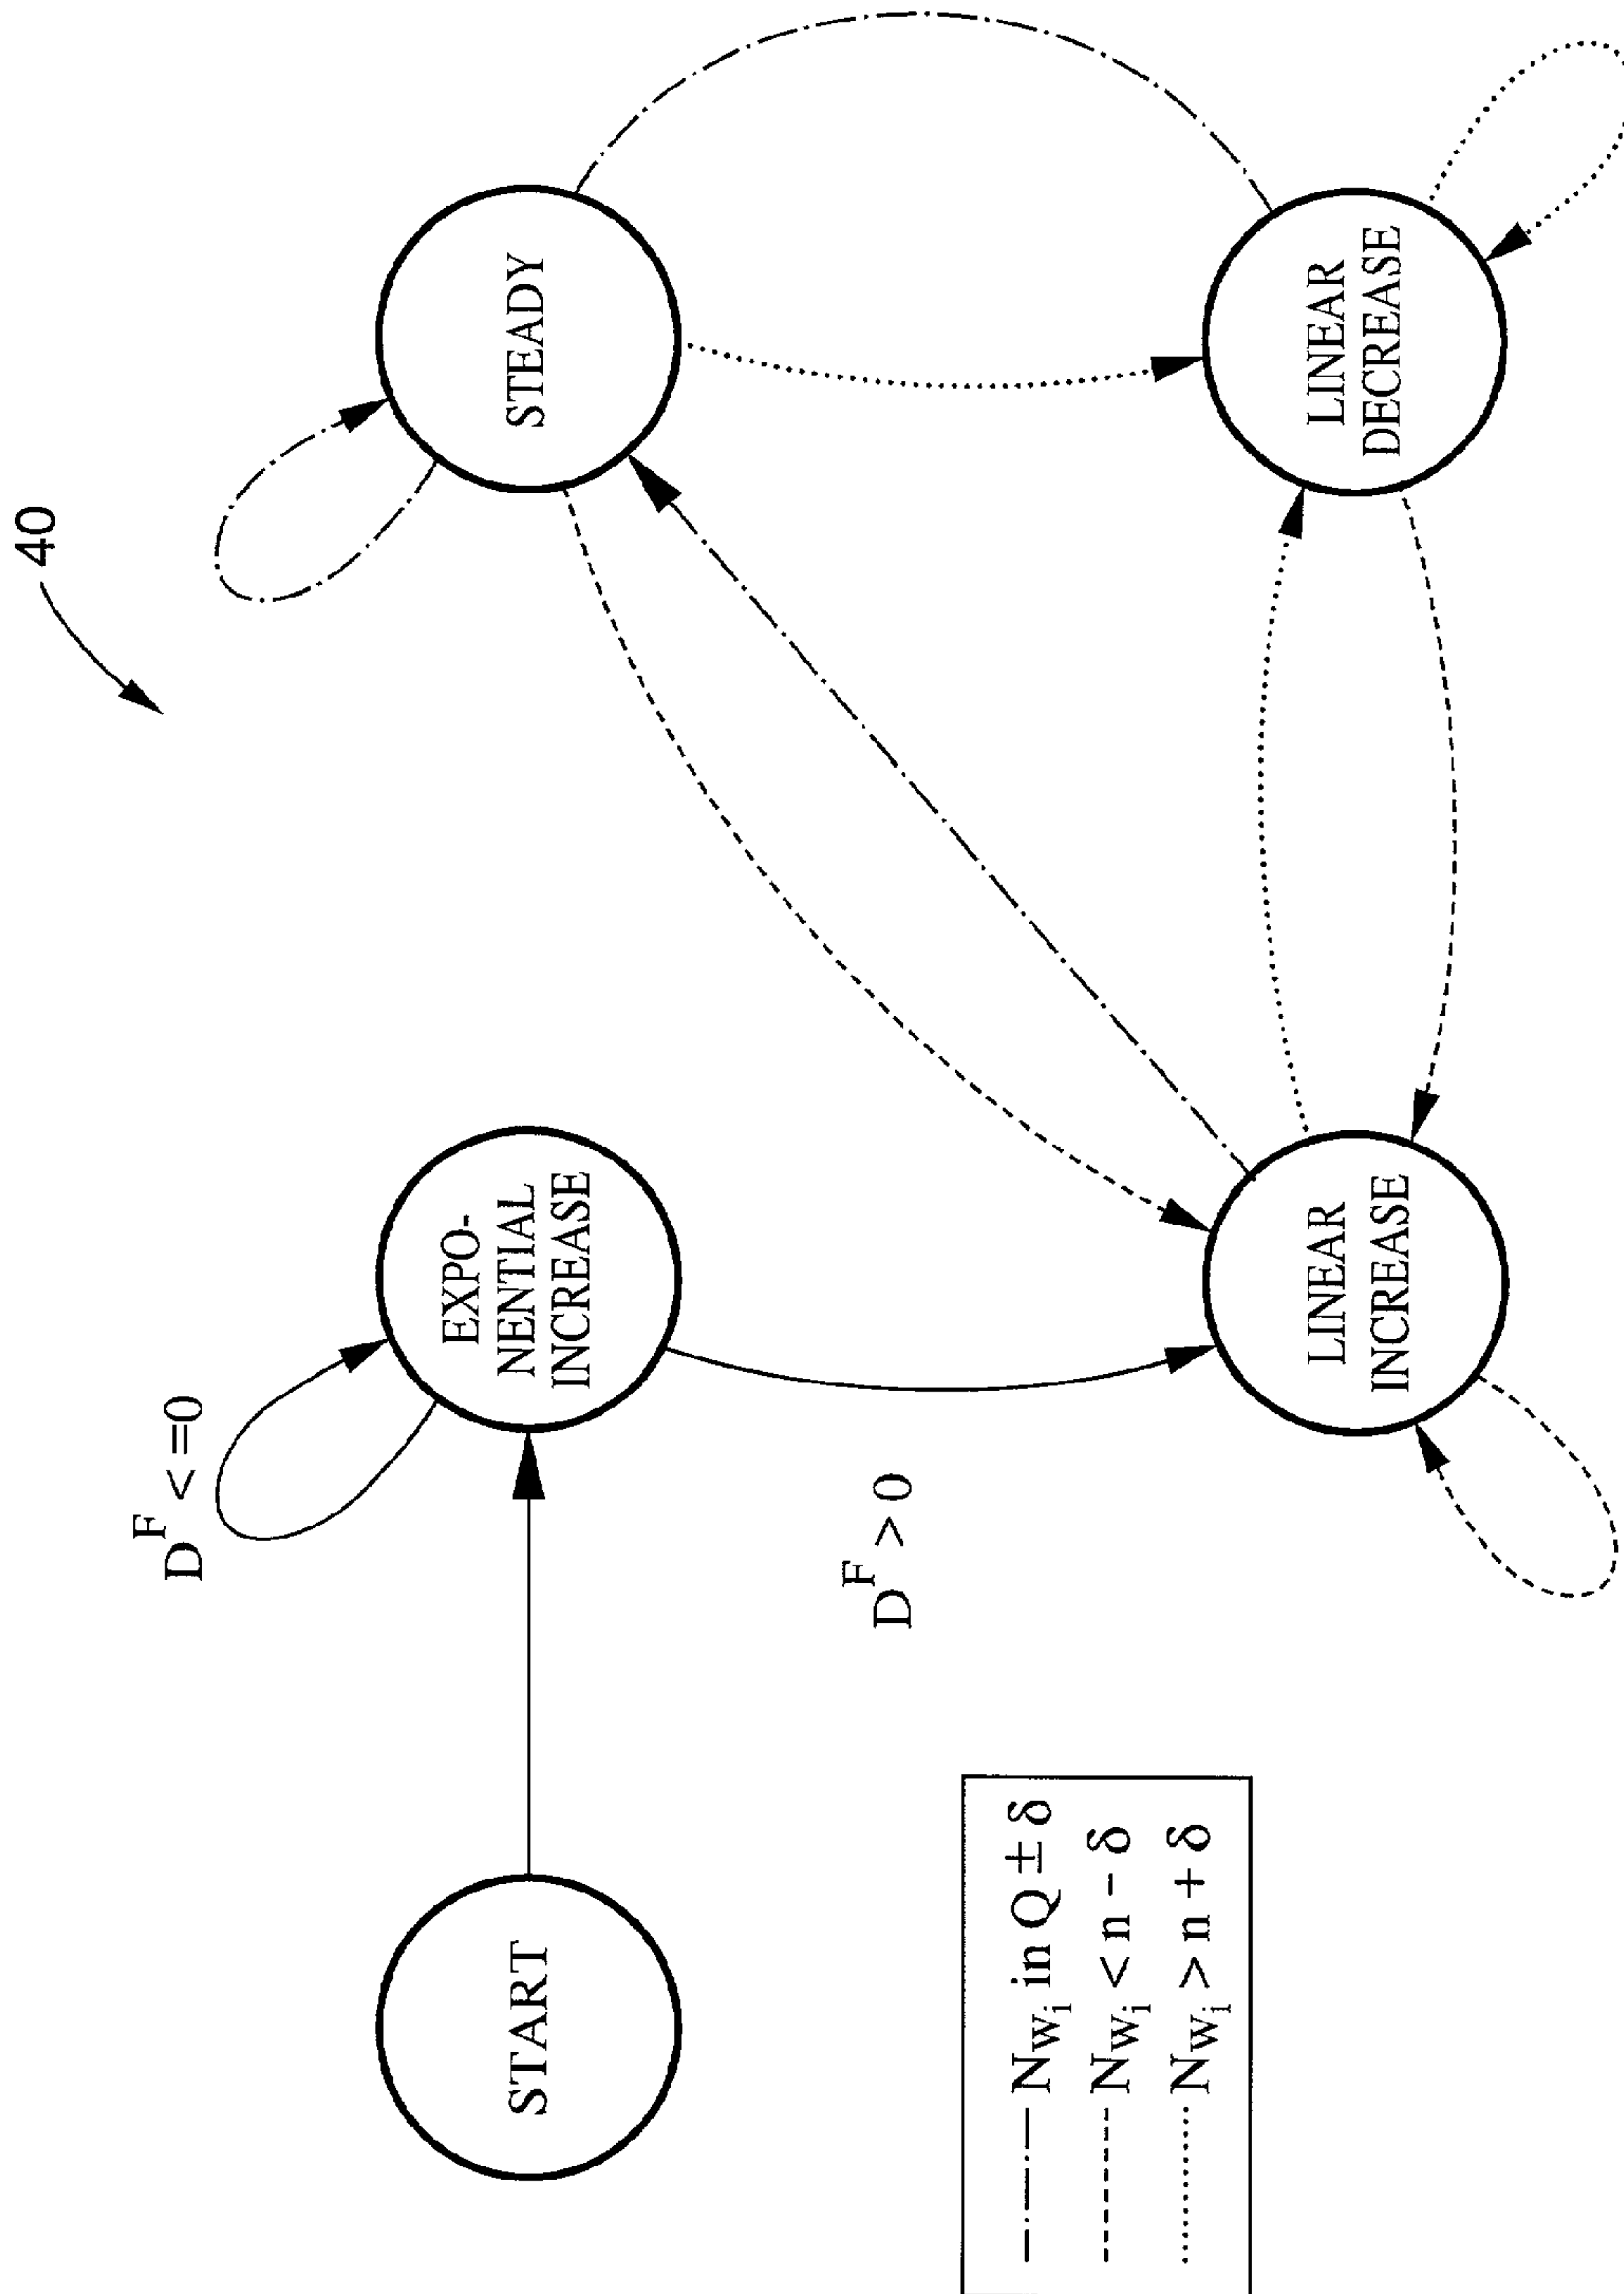 40
D^F <=0
START
EXPO-
NENTIAL
INCREASE
STEADY
D^F >0
LINEAR
INCREASE
LINEAR
DECREASE
N_{W_i} in Q ± δ
N_{W_i} < n - δ
N_{W_i} > n + δ